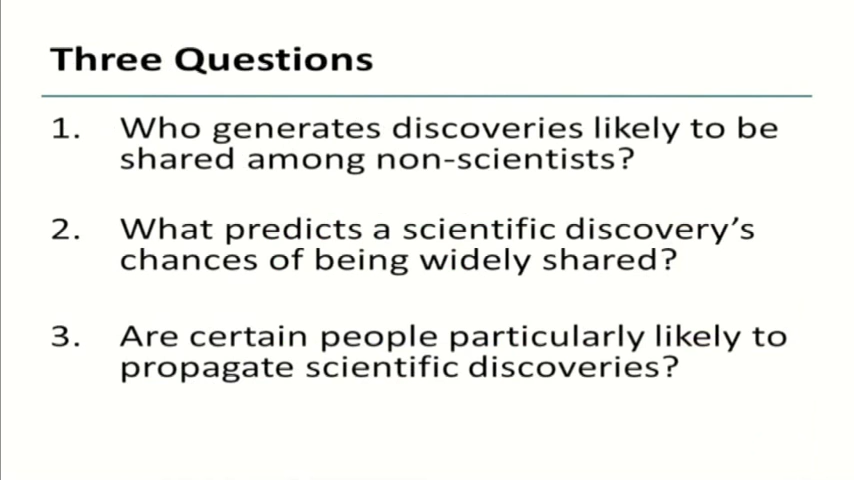 Three Questions
1. Who generates discoveries likely to be
shared among non-scientists?
2. What predicts a scientific discovery’s
chances of being widely shared?
3. Are certain people particularly likely to
propagate scientific discoveries?